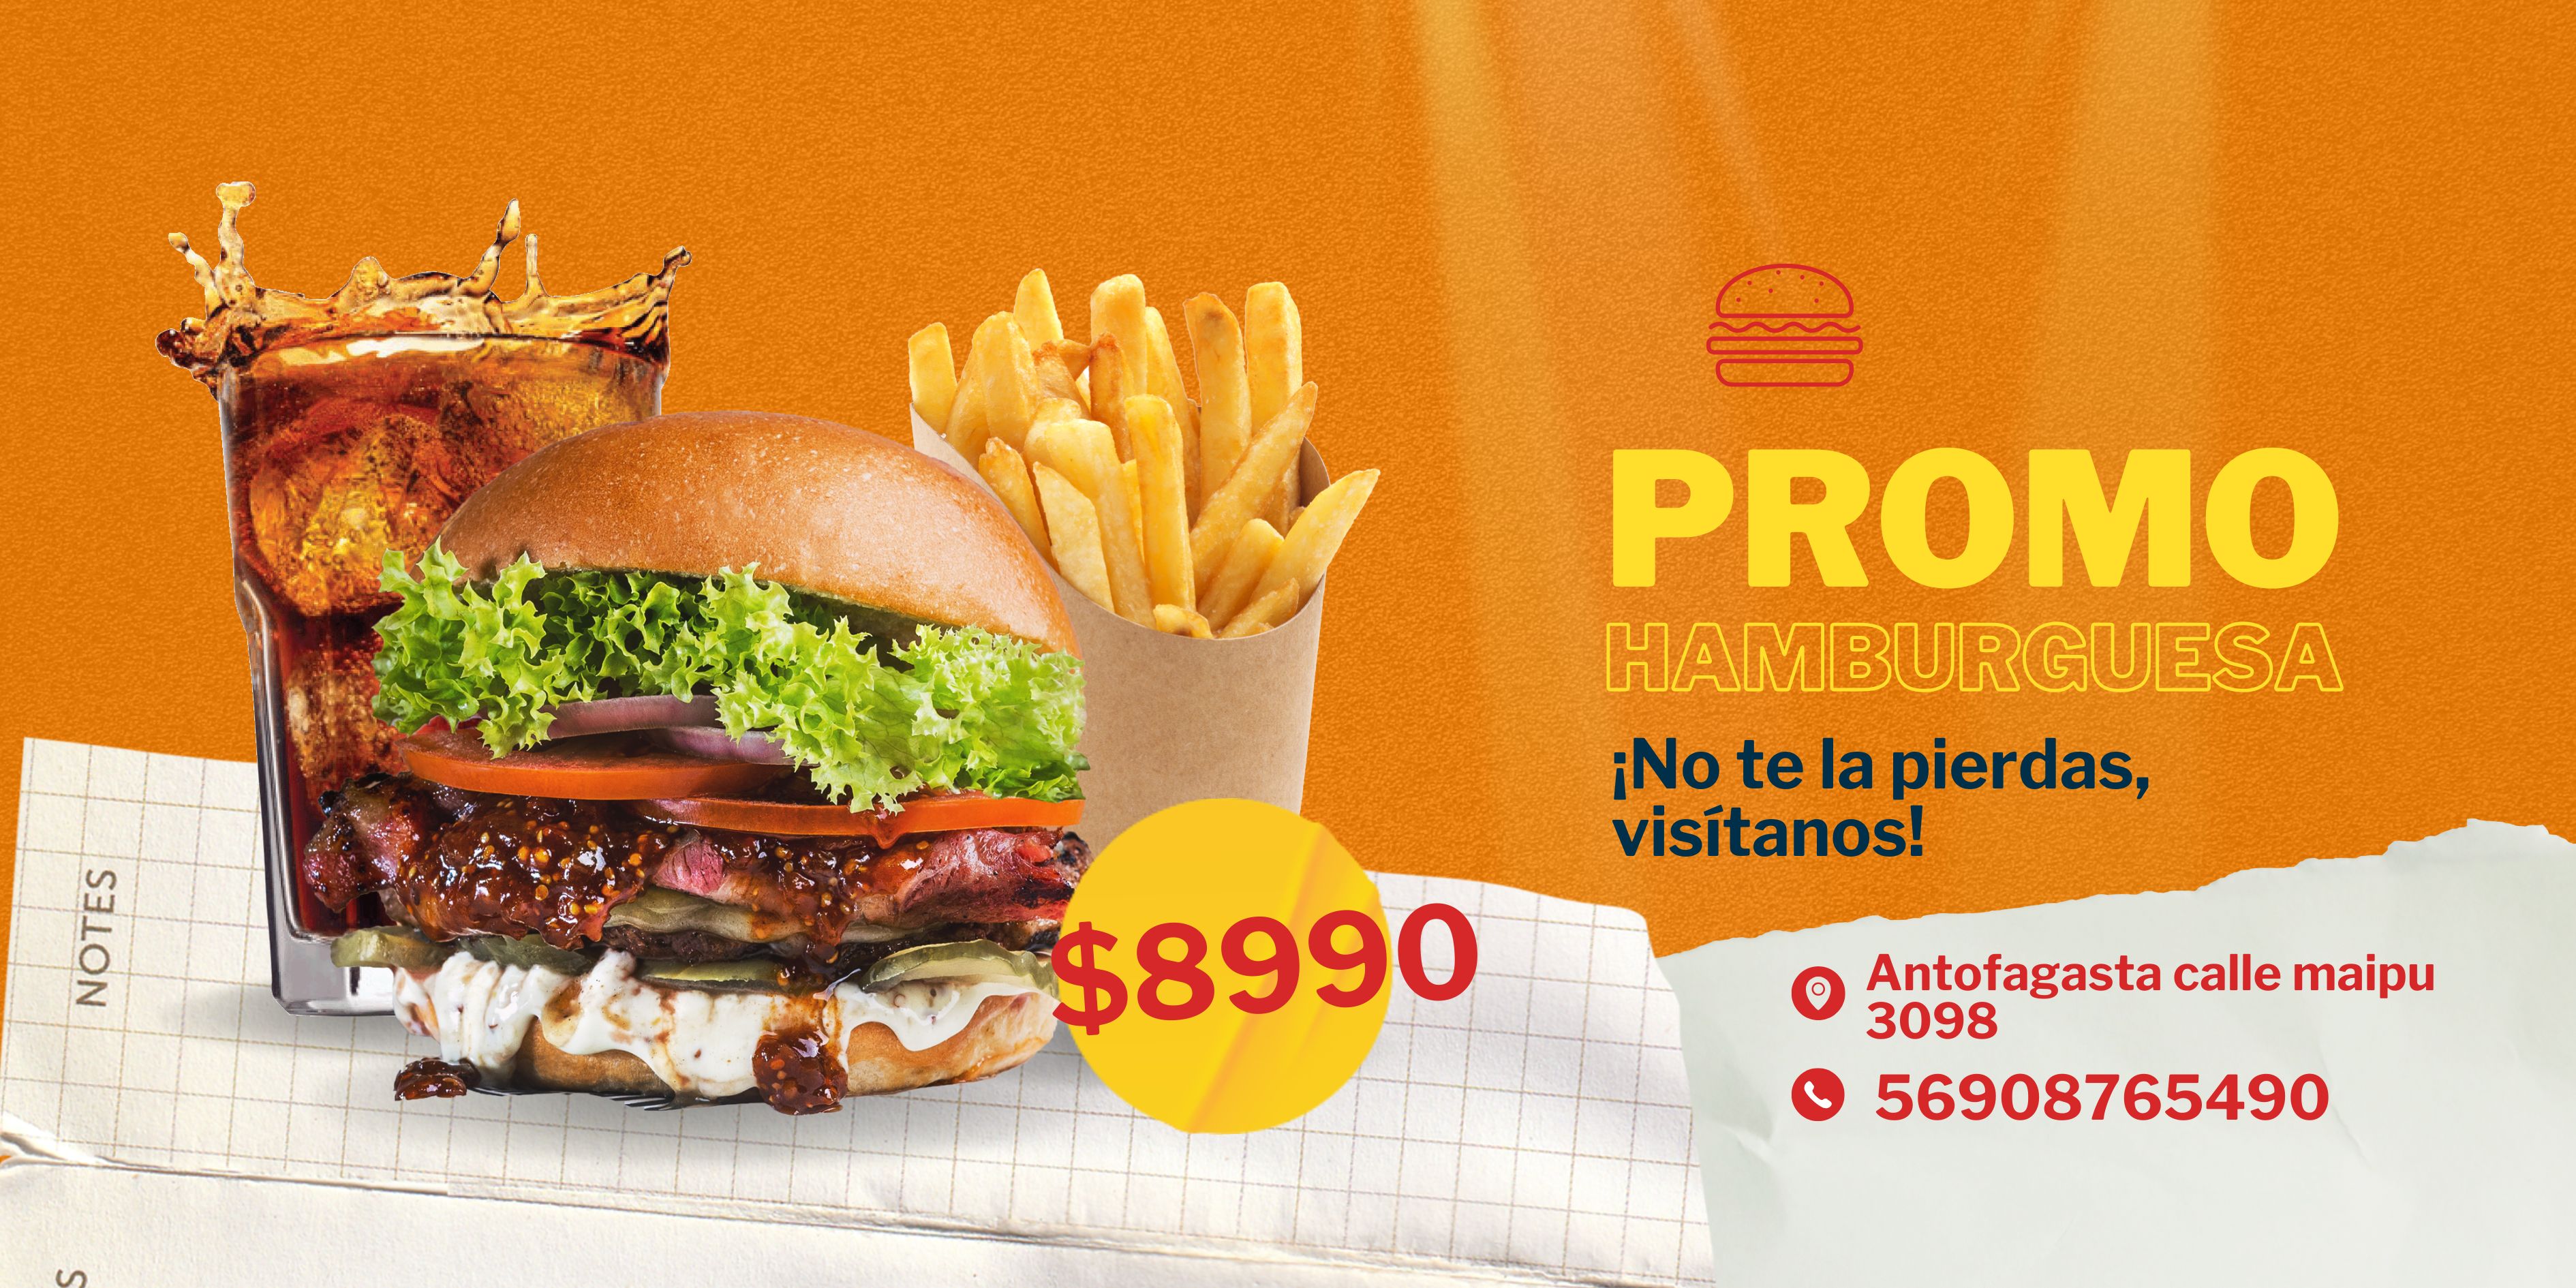 PROMO
HAMBURGUESA
¡No te la pierdas,
visítanos!
NOTES
$8990
Antofagasta calle maipu
3098
56908765490